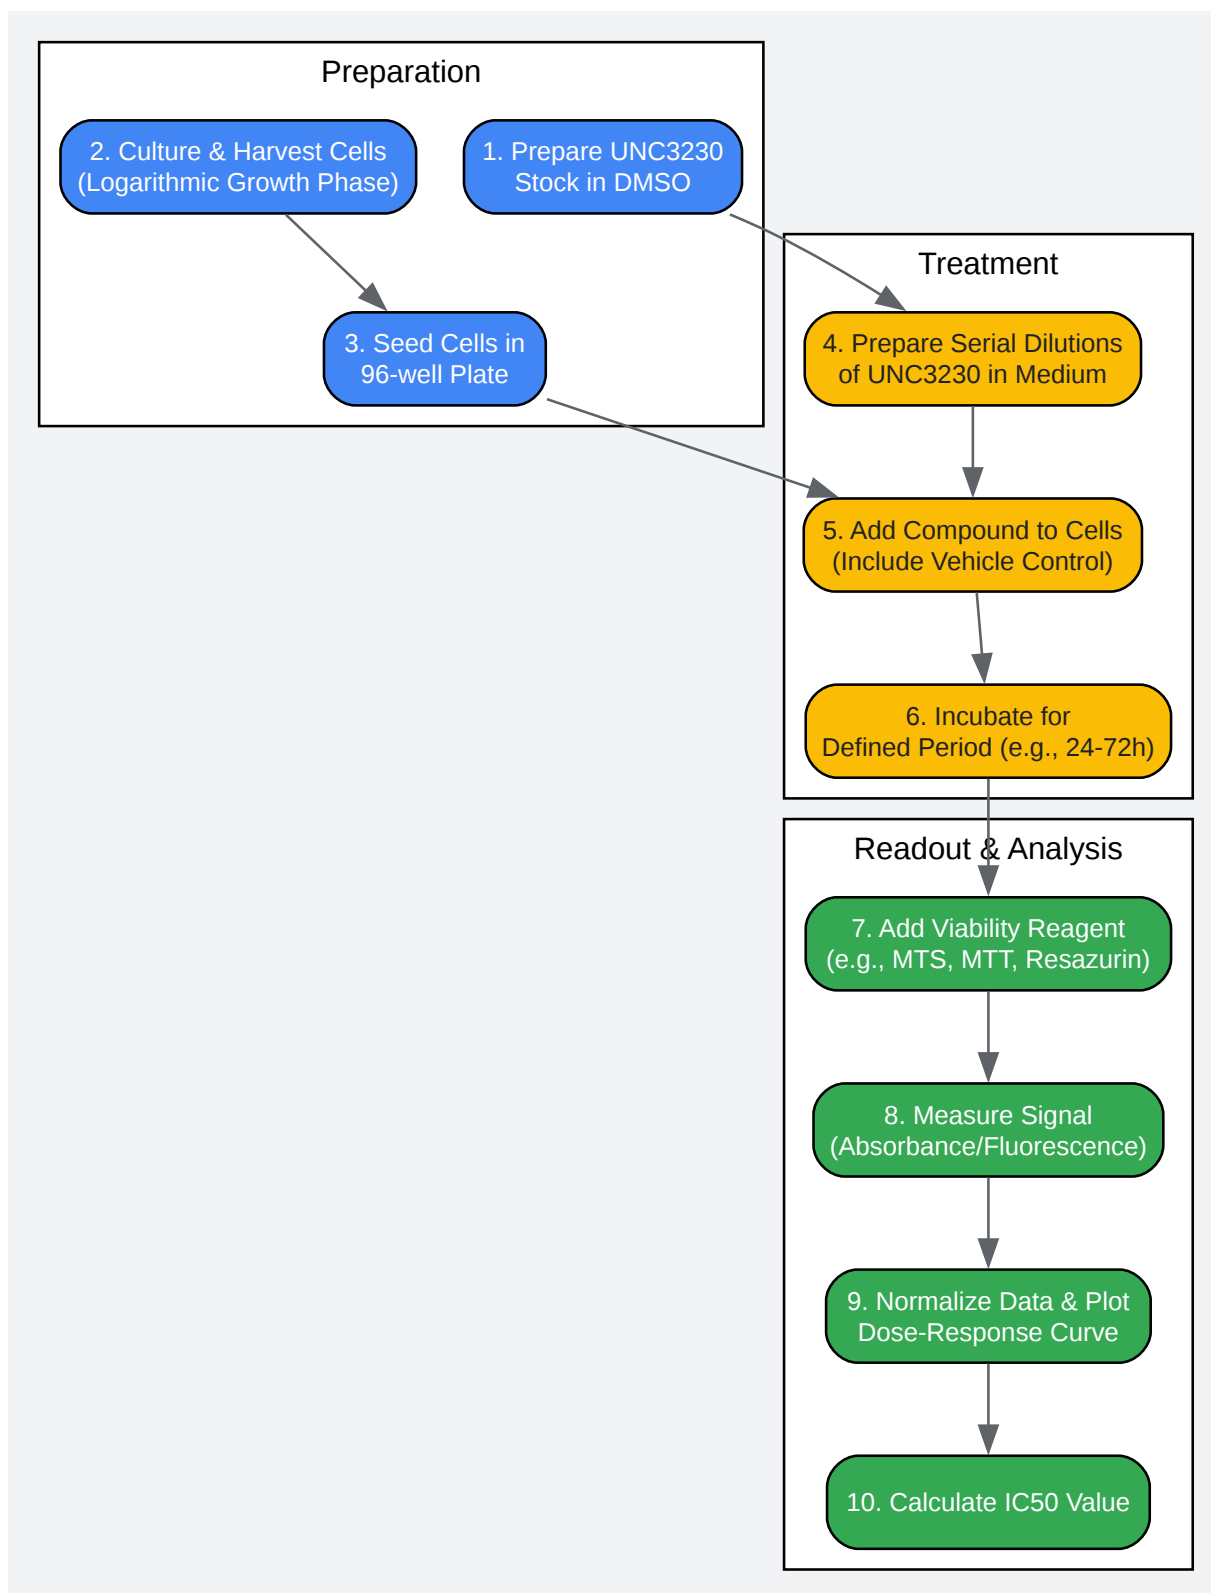 Preparation
2. Culture & Harvest Cells
(Logarithmic Growth Phase)
1. Prepare UNC3230
Stock in DMSO
3. Seed Cells in
96-well Plate
Treatment
4. Prepare Serial Dilutions
of UNC3230 in Medium
5. Add Compound to Cells
(Include Vehicle Control)
6. Incubate for
Defined Period (e.g., 24-72h)
Readout & Analysis
7. Add Viability Reagent
(e.g., MTS, MTT, Resazurin)
8. Measure Signal
(Absorbance/Fluorescence)
9. Normalize Data & Plot
Dose-Response Curve
10. Calculate IC50 Value